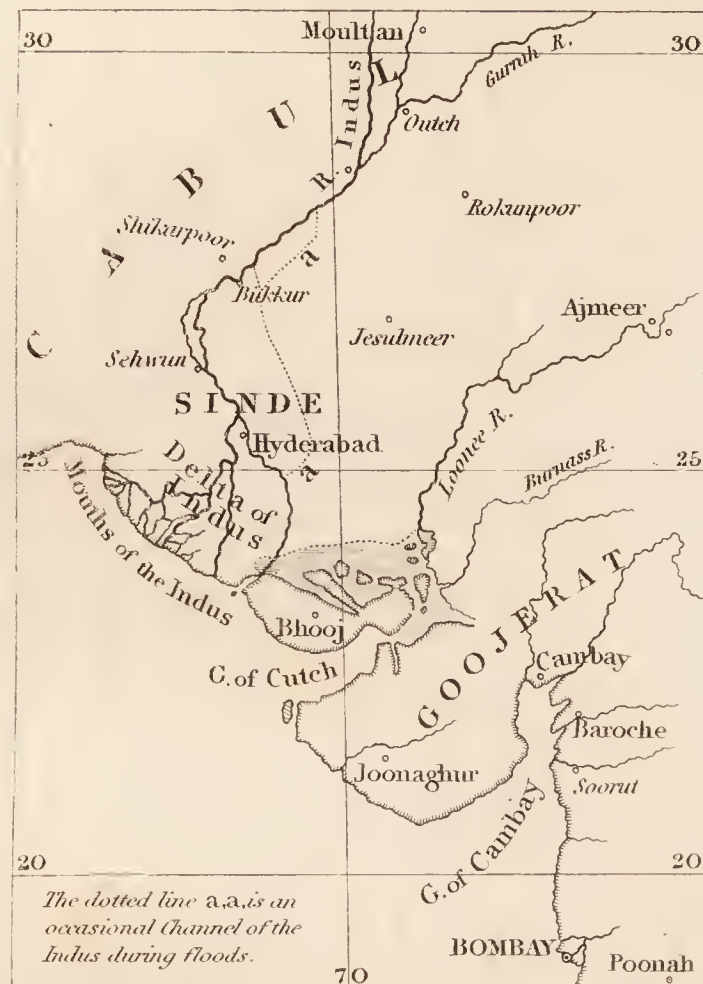 30
Moultan
30
Gurrah R.
CABUL
R. Indus
Outch
Rokunpoor
Shikarpoor
a
Bukkur
Jesulmeer
Ajmeer
Sehwun
SINDE
Hyderabad
a
Loonee R.
25
25
Burnass R.
Delta of
Indus
Mouths of the Indus
Bhooj
GOOJERAT
G. of Cutch
Cambay
Baroche
Joonaghur
Soorut
G. of Cambay
20
20
The dotted line a,a, is an
occasional Channel of the
Indus during floods.
BOMBAY
Poonah
70